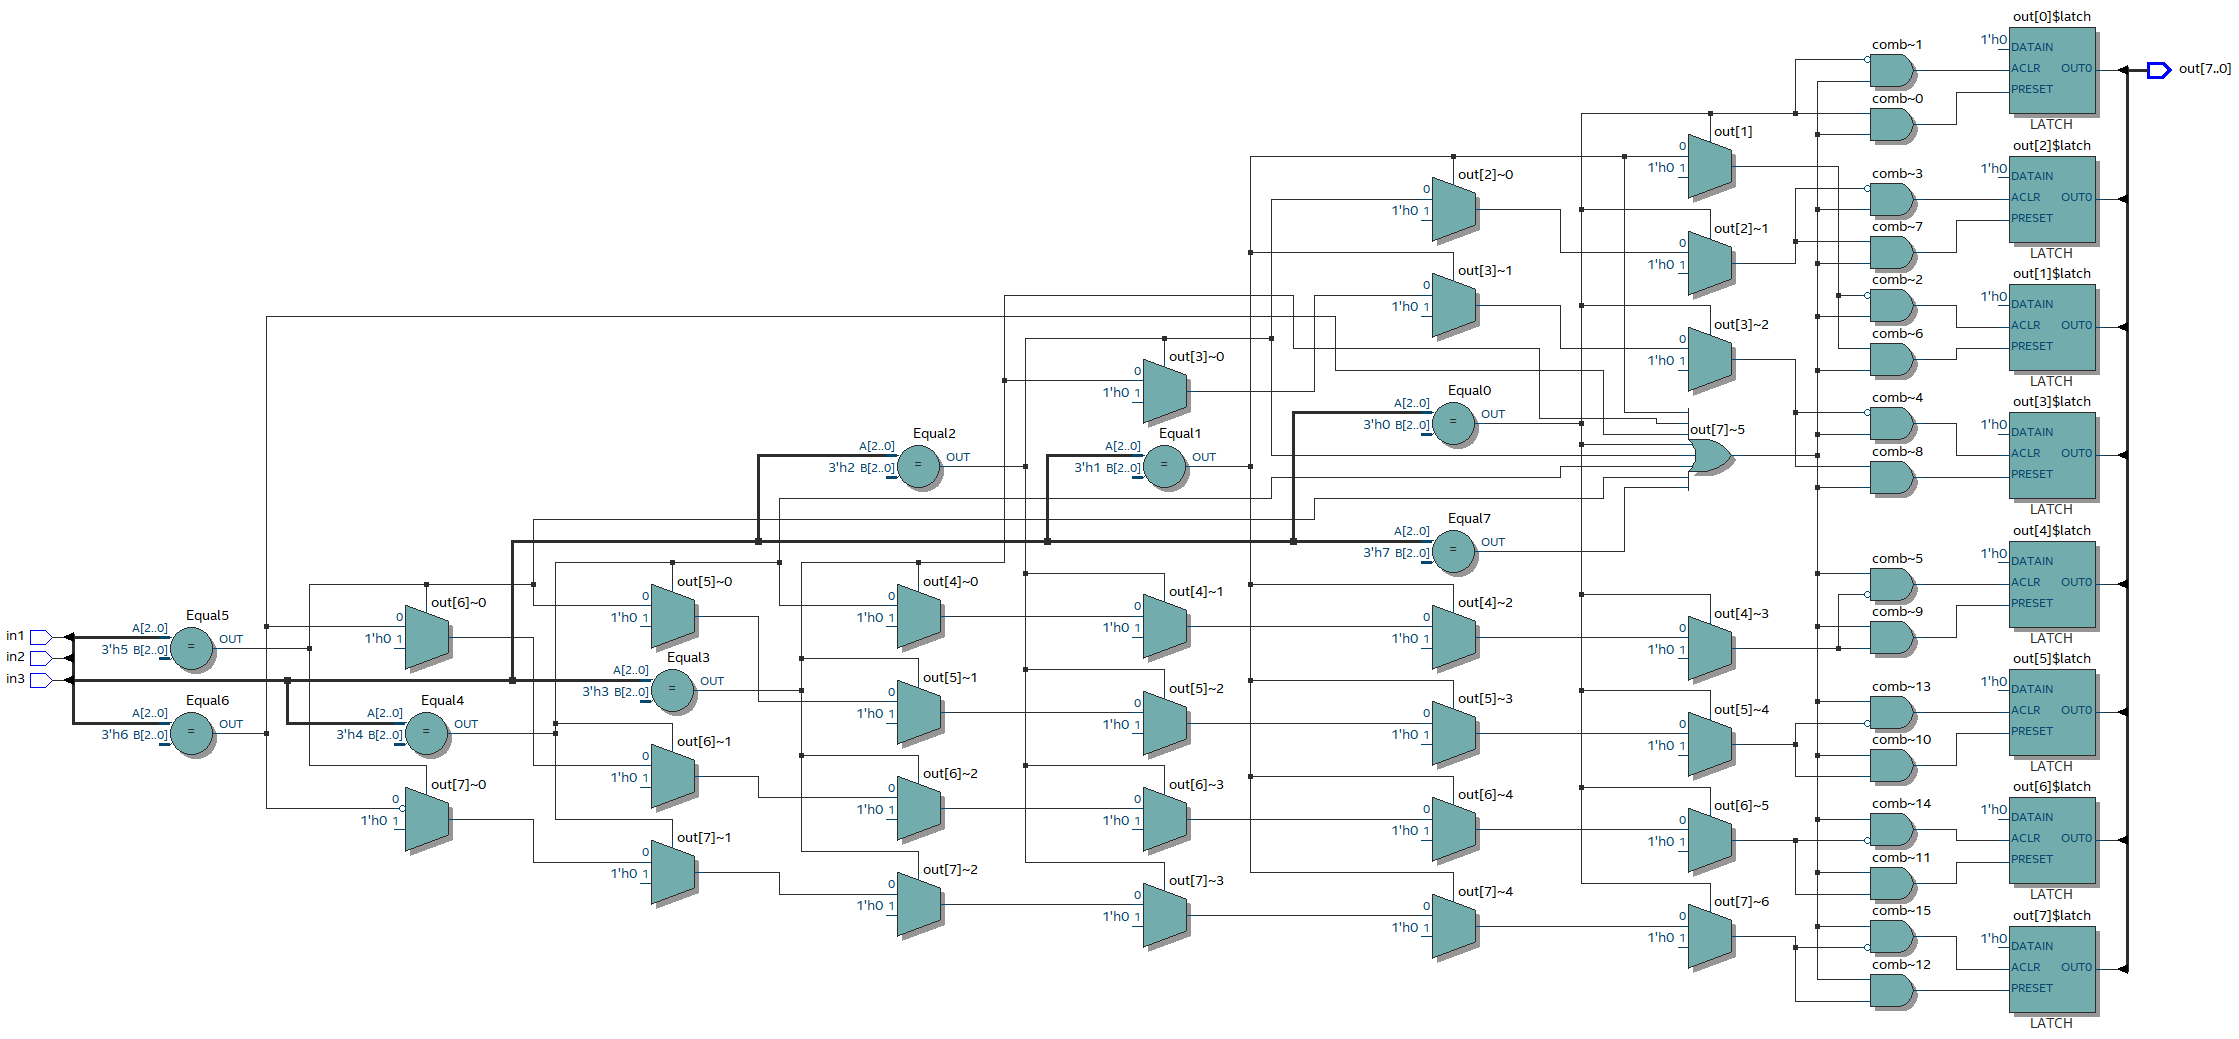 out[0]$latch
1'h0
DATAIN
ACLR OUT0
PRESET
LATCH
comb~1
comb~0
out[7..0]
out[1]
0
1'h0 1
out[2]$latch
1'h0
DATAIN
ACLR OUT0
PRESET
LATCH
comb~3
comb~7
out[2]~0
0
1'h0 1
out[2]~1
0
1'h0 1
out[1]$latch
1'h0
DATAIN
ACLR OUT0
PRESET
LATCH
comb~2
comb~6
out[3]~1
0
1'h0 1
out[3]~2
0
1'h0 1
out[3]~0
0
1'h0 1
out[3]$latch
1'h0
DATAIN
ACLR OUT0
PRESET
LATCH
comb~4
comb~8
Equal0
A[2..0]
3'h0 B[2..0]
OUT
out[7]~5
Equal2
A[2..0]
3'h2 B[2..0]
OUT
Equal1
A[2..0]
3'h1 B[2..0]
OUT
Equal7
A[2..0]
3'h7 B[2..0]
OUT
out[4]$latch
1'h0
DATAIN
ACLR OUT0
PRESET
LATCH
comb~5
comb~9
out[6]~0
0
1'h0 1
out[5]~0
0
1'h0 1
out[4]~0
0
1'h0 1
out[4]~1
0
1'h0 1
out[4]~2
0
1'h0 1
out[4]~3
0
1'h0 1
in1
in2
in3
Equal5
A[2..0]
3'h5 B[2..0]
OUT
Equal3
A[2..0]
3'h3 B[2..0]
OUT
out[5]~1
0
1'h0 1
out[5]~2
0
1'h0 1
out[5]~3
0
1'h0 1
out[5]~4
0
1'h0 1
comb~13
comb~10
out[5]$latch
1'h0
DATAIN
ACLR OUT0
PRESET
LATCH
Equal6
A[2..0]
3'h6 B[2..0]
OUT
Equal4
A[2..0]
3'h4 B[2..0]
OUT
out[6]~1
0
1'h0 1
out[6]~2
0
1'h0 1
out[6]~3
0
1'h0 1
out[6]~4
0
1'h0 1
out[6]~5
0
1'h0 1
comb~14
comb~11
out[6]$latch
1'h0
DATAIN
ACLR OUT0
PRESET
LATCH
out[7]~0
0
1'h0 1
out[7]~1
0
1'h0 1
out[7]~2
0
1'h0 1
out[7]~3
0
1'h0 1
out[7]~4
0
1'h0 1
out[7]~6
0
1'h0 1
comb~15
comb~12
out[7]$latch
1'h0
DATAIN
ACLR OUT0
PRESET
LATCH